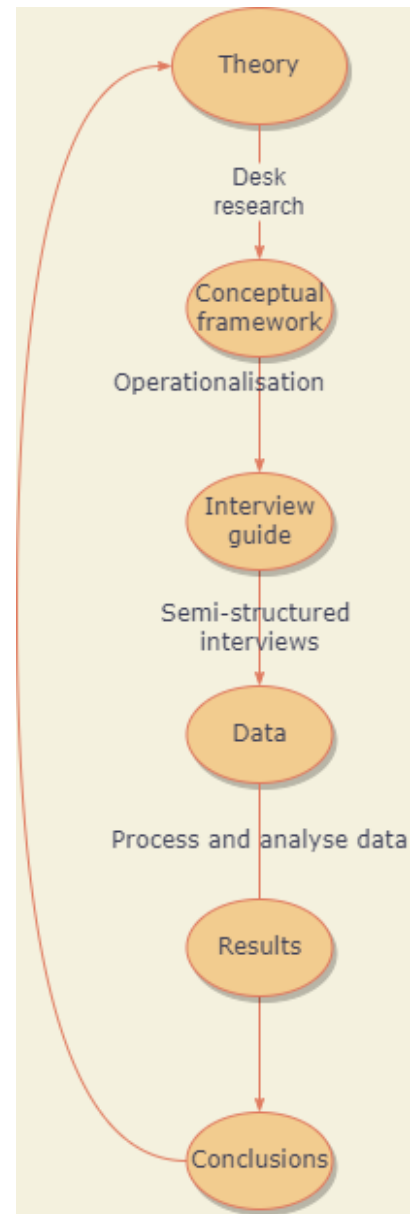 Theory
Desk
research
Conceptual
framework
Operationalisation
Interview
guide
Semi-structured
interviews
Data
Process and analyse data
Results
Conclusions